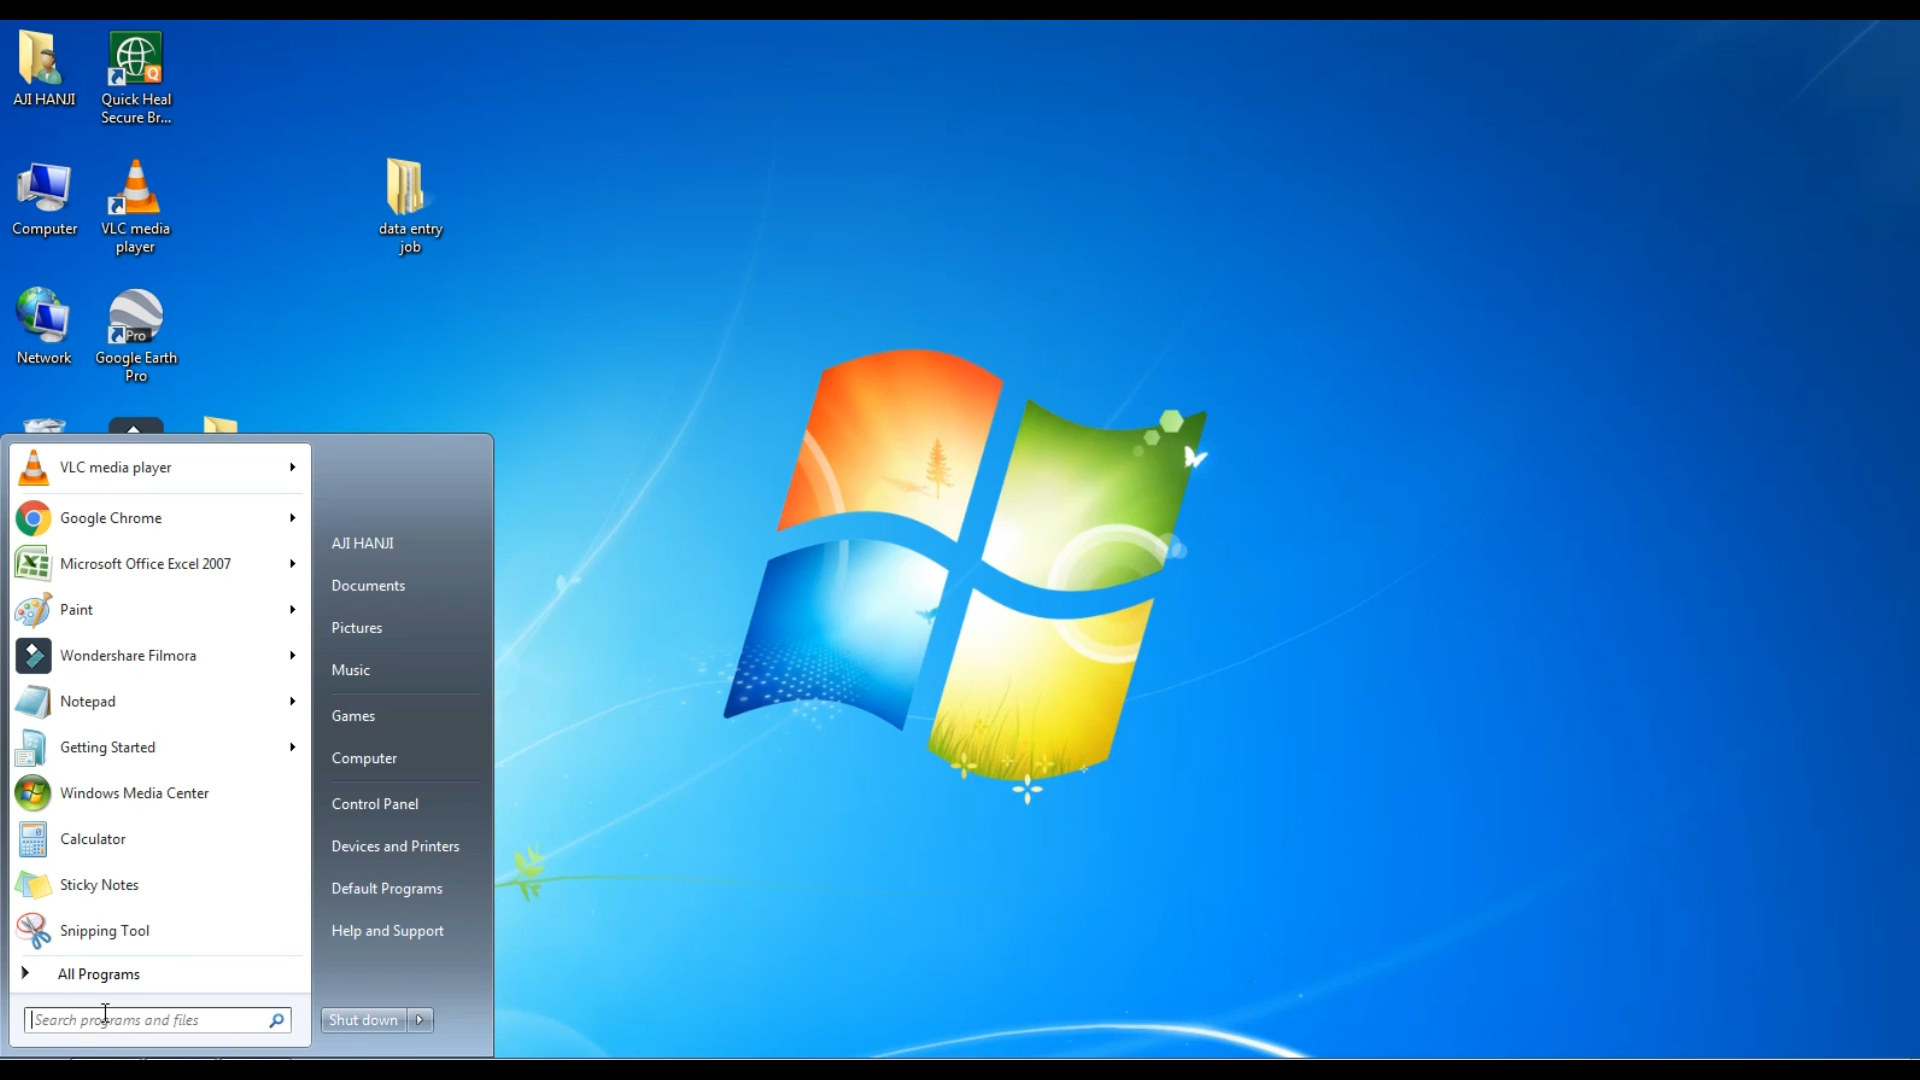 AJI HANJI
Quick Heal
Secure Br...
Computer
VLC media
player
data entry
job
Network
Pro
Google Earth
Pro
VLC media player
Google Chrome
Microsoft Office Excel 2007
Paint
Wondershare Filmora
Notepad
Getting Started
Windows Media Center
Calculator
Sticky Notes
Snipping Tool
All Programs
Search programs and files
AJI HANJI
Documents
Pictures
Music
Games
Computer
Control Panel
Devices and Printers
Default Programs
Help and Support
Shut down